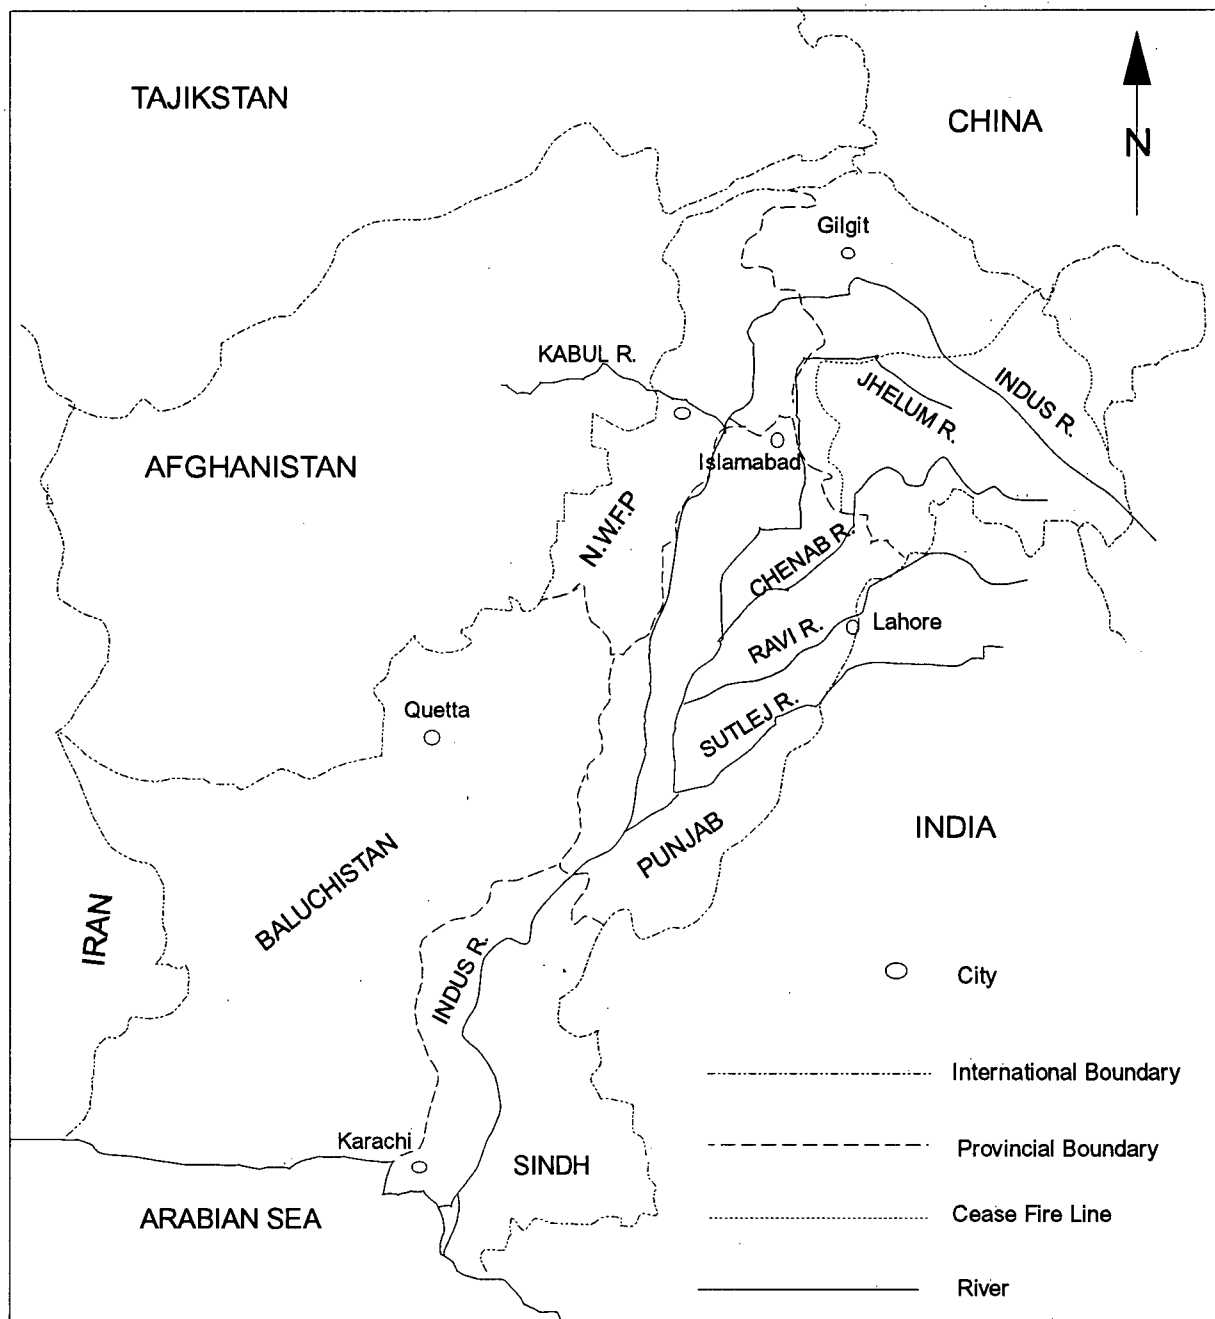 TAJIKSTAN
CHINA
N
Gilgit
KABUL R.
JHELUM R.
INDUS R.
AFGHANISTAN
Islamabad
N.W.F.P
CHENAB R.
RAVI R.
Lahore
Quetta
SUTLEJ R.
INDIA
PUNJAB
BALUCHISTAN
IRAN
INDUS R.
City
International Boundary
Karachi
Provincial Boundary
SINDH
ARABIAN SEA
Cease Fire Line
River